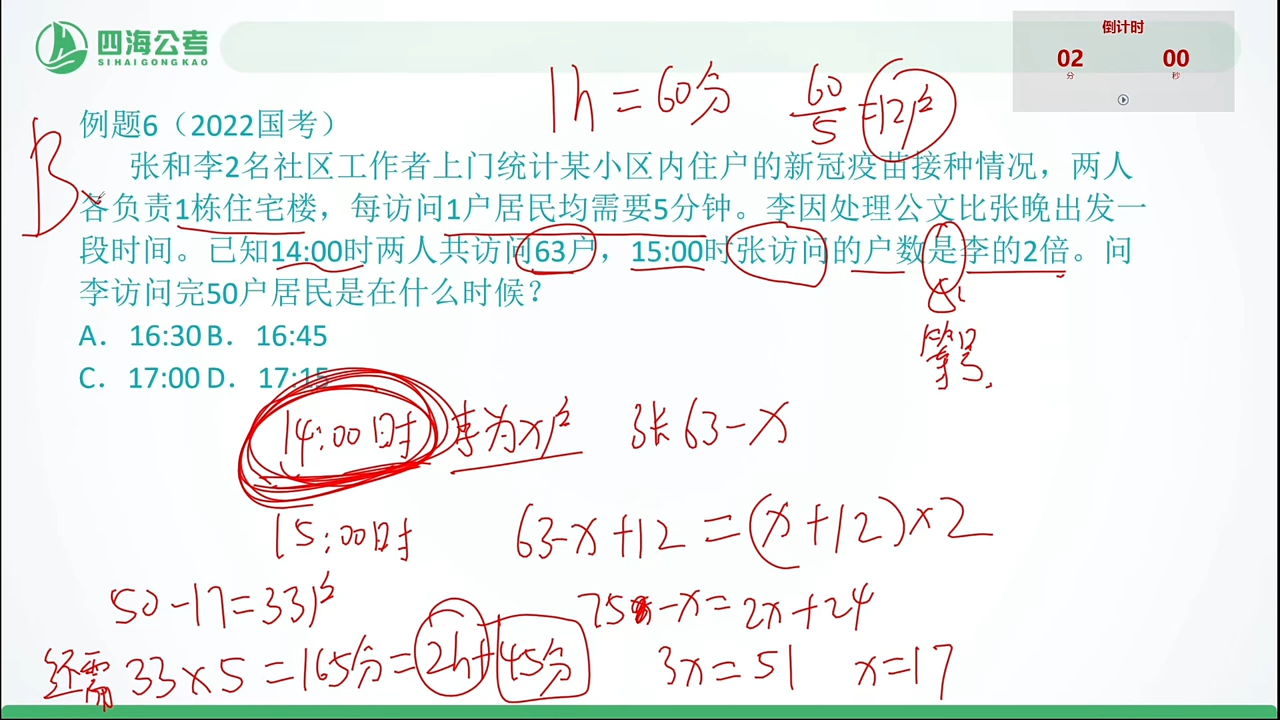 四海公考
SIHAIGONGKAO
倒计时
02 00
分 秒
1h=60分 60/5=12户
B
例题6（2022国考）
张和李2名社区工作者上门统计某小区内住户的新冠疫苗接种情况，两人
各负责1栋住宅楼，每访问1户居民均需要5分钟。李因处理公文比张晚出发一
段时间。已知14:00时两人共访问63户，15:00时张访问的户数是李的2倍。问
李访问完50户居民是在什么时候？
A．16:30 B．16:45
C．17:00 D．17:15
等号
14:00时 李为x户 张63-x
15:00时 63-x+12=(x+12)×2
50-17=33户 75-x=2x+24
还需 33×5=165分=2h+45分 3x=51 x=17